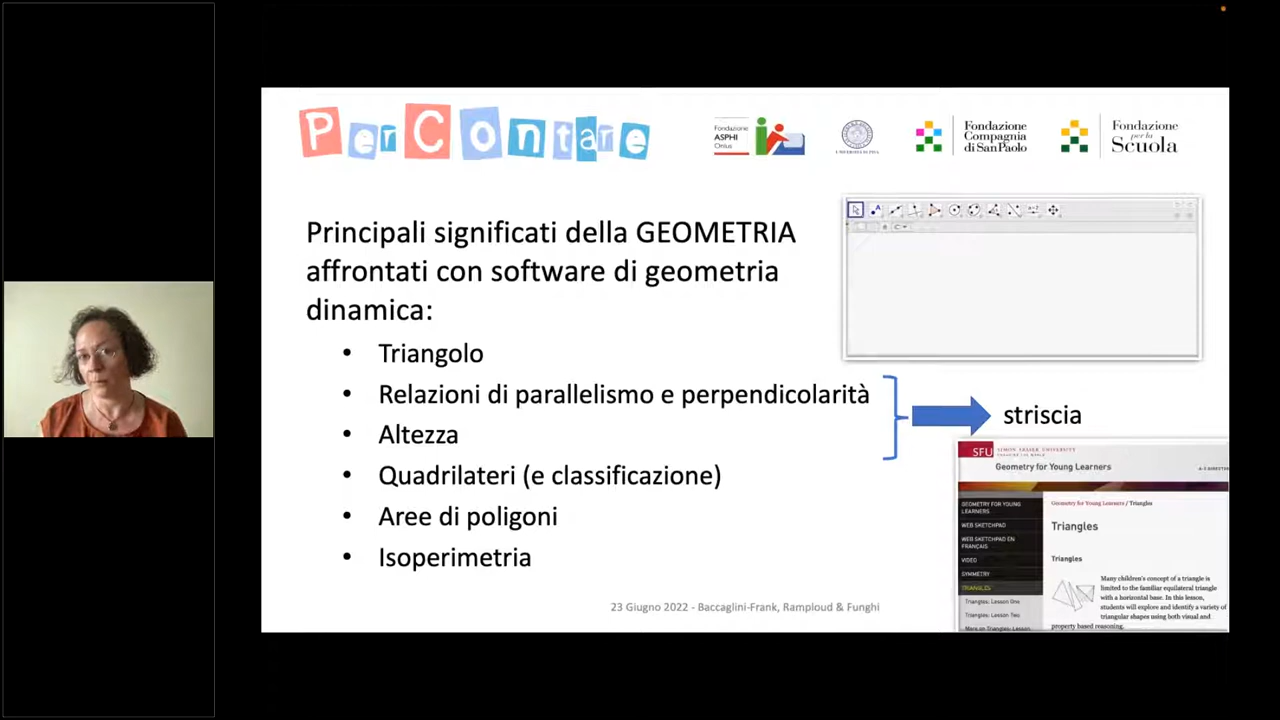 PerContare
Fondazione
ASPHI
Onlus
UNIVERSITÀ DI PISA
Fondazione
Compagnia
di San Paolo
Fondazione
per la
Scuola
Principali significati della GEOMETRIA
affrontati con software di geometria
dinamica:
• Triangolo
• Relazioni di parallelismo e perpendicolarità
• Altezza
• Quadrilateri (e classificazione)
• Aree di poligoni
• Isoperimetria
striscia
SFU
SIMON FRASER UNIVERSITY
Geometry for Young Learners
GEOMETRY FOR YOUNG
LEARNERS
WEB SKETCHPAD
WEB SKETCHPAD EN
FRANÇAIS
VIDEO
SYMMETRY
TRIANGLES
Triangles: Lesson One
Triangles: Lesson Two
More on Triangles: Lesson
Geometry for Young Learners / Triangles
Triangles
Triangles
Many children's concept of a triangle is
limited to the familiar equilateral triangle
with a horizontal base. In this lesson,
students will explore and identify a variety of
triangular shapes using both visual and
property based reasoning.
23 Giugno 2022 - Baccaglini-Frank, Ramploud & Funghi